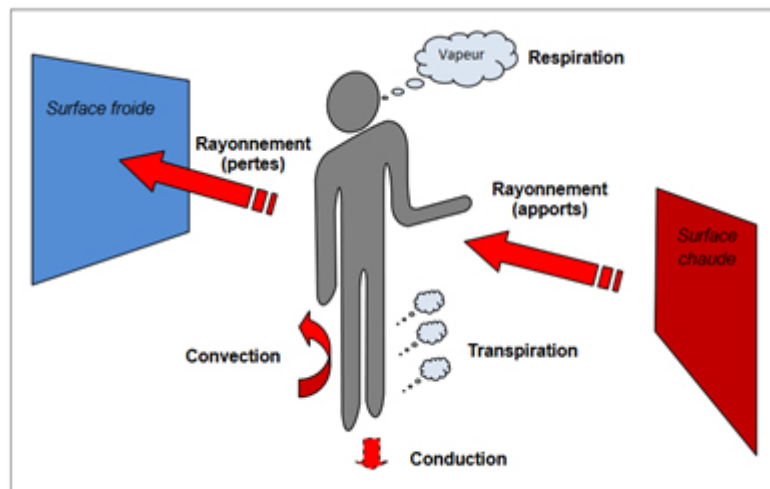 Vapeur
Respiration
Surface froide
Rayonnement
(pertes)
Rayonnement
(apports)
Surface
chaude
Convection
Transpiration
Conduction